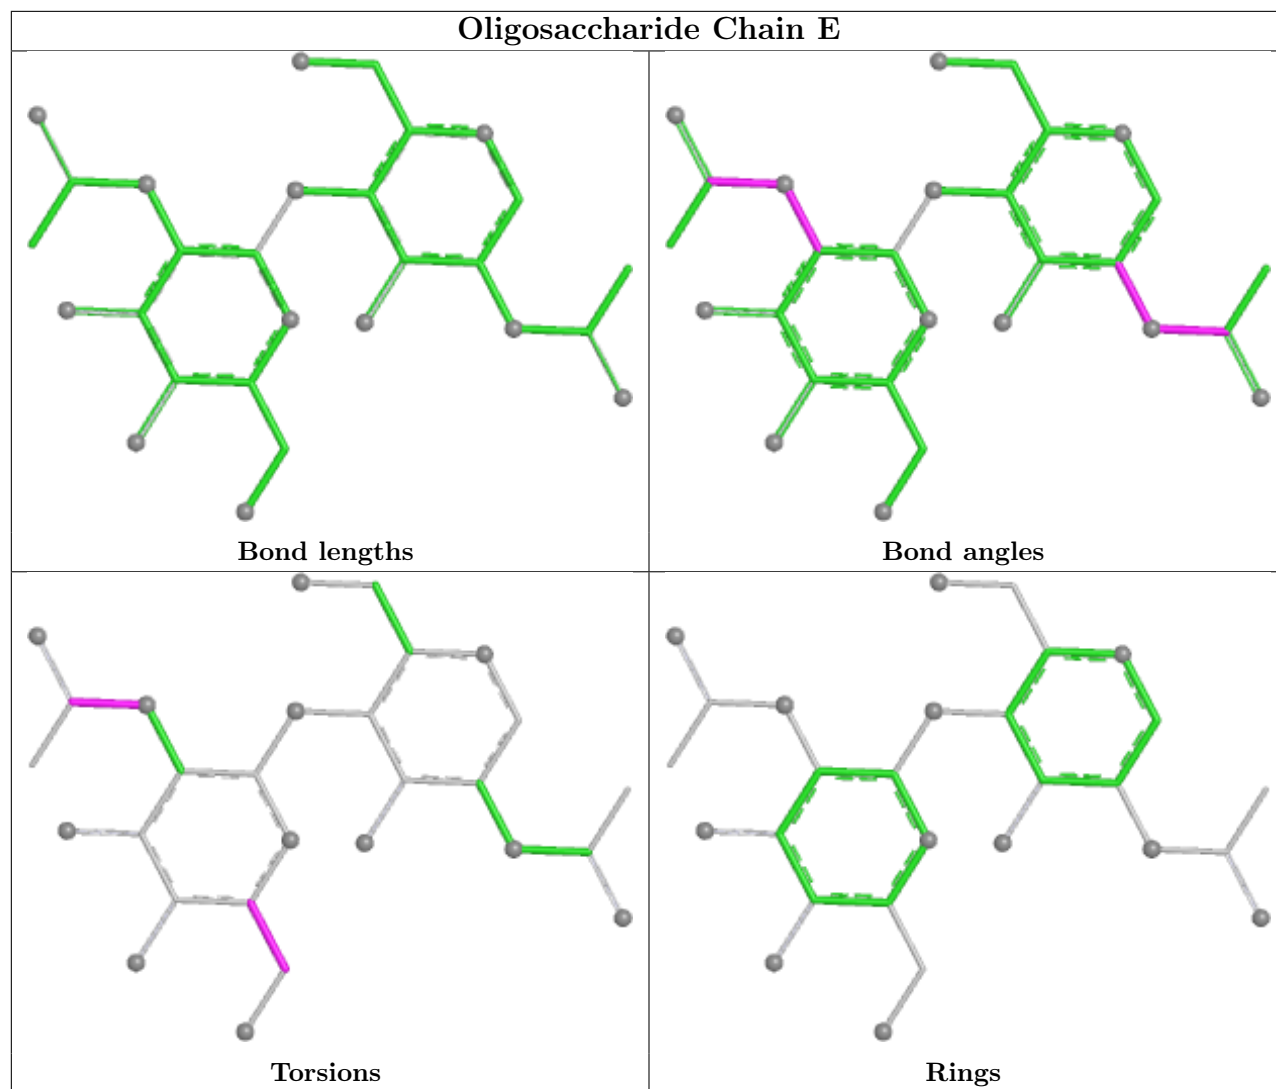 Oligosaccharide Chain E
Bond lengths
Bond angles
Torsions
Rings